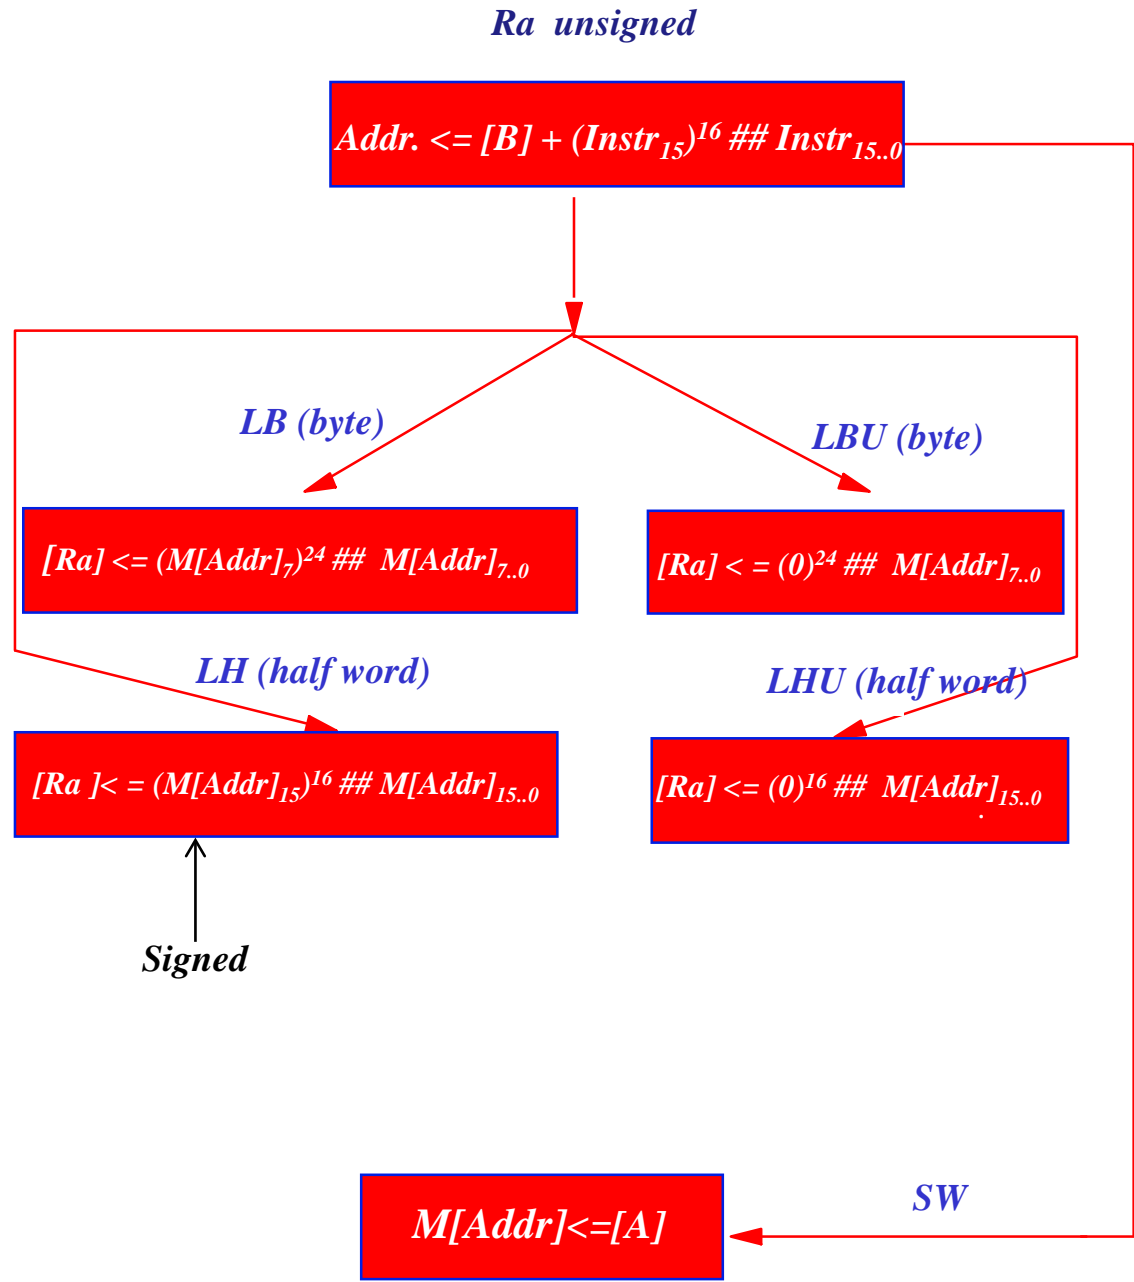 Ra unsigned
Addr. <= [B] + (Instr₁₅)¹⁶ ## Instr₁₅..₀
LB (byte)
LBU (byte)
[Ra] <= (M[Addr]₇)²⁴ ## M[Addr]₇..₀
[Ra] < = (0)²⁴ ## M[Addr]₇..₀
LH (half word)
LHU (half word)
[Ra ]< = (M[Addr]₁₅)¹⁶ ## M[Addr]₁₅..₀
[Ra] <= (0)¹⁶ ## M[Addr]₁₅..₀
.
Signed
SW
M[Addr]<=[A]